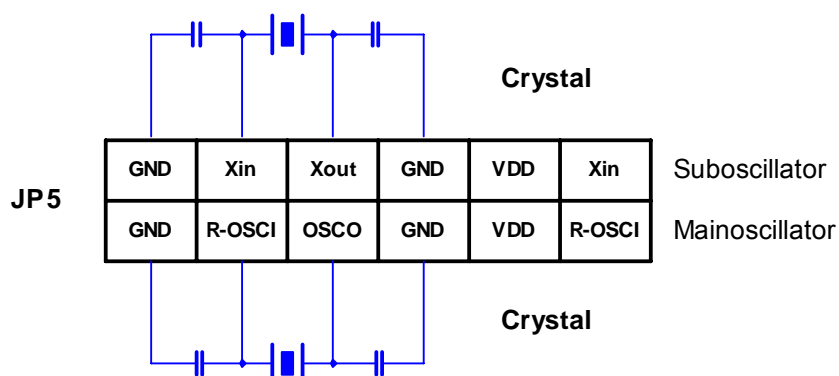 Crystal
GND Xin Xout GND VDD Xin Suboscillator
JP5
GND R-OSCI OSCO GND VDD R-OSCI Mainoscillator
Crystal